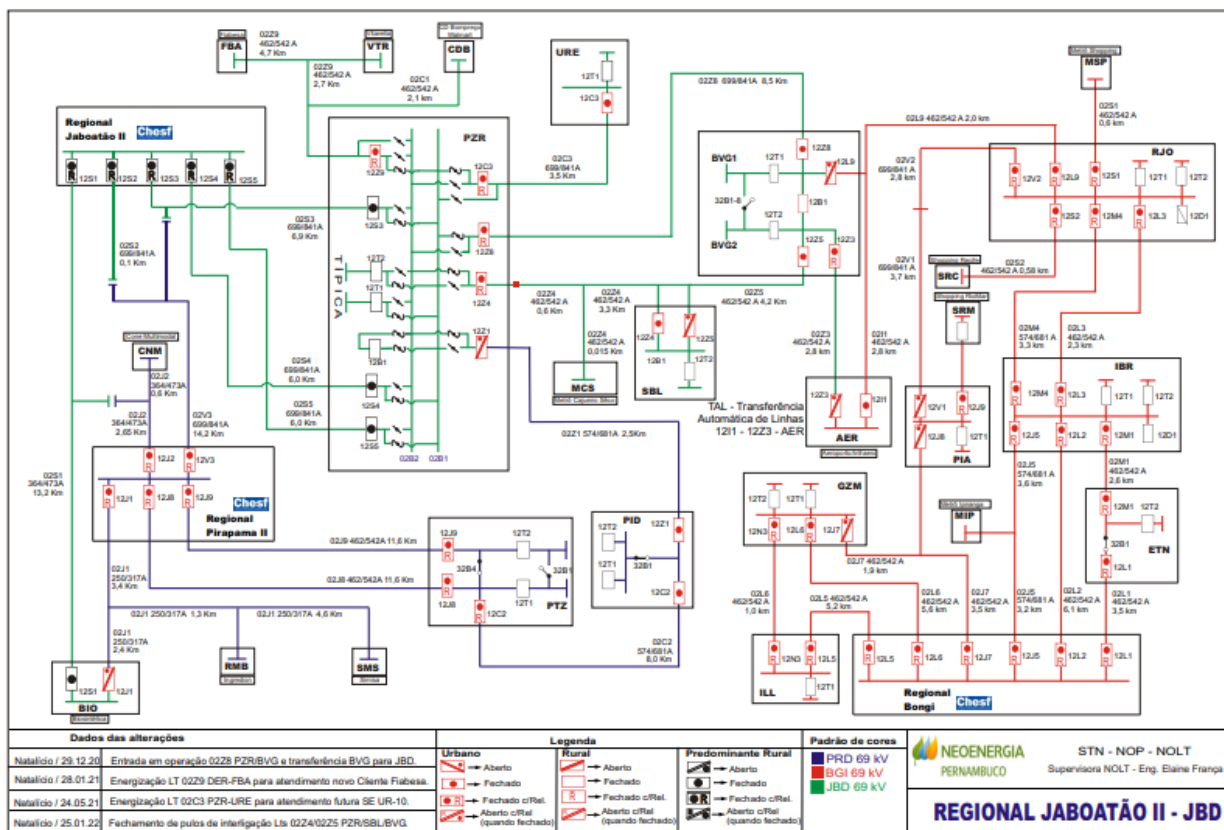 02Z9
462/542 A
4,7 Km
FBA
VTR
02Z9
462/542 A
2,7 Km
CDB
02C1
462/542 A
2,1 km
URE
12T1
12C3
02Z8 699/841A 8,5 Km
MSP
02S1
462/542 A
0,6 Km
Regional
Jaboatão II
Chesf
12S1
12S2
12S3
12S4
12S5
PZR
12Z9
12C3
12S3
12Z8
12T2
12T1
12Z4
12Z1
12B1
12S4
12S5
02B2
02B1
TIPICA
02C3
699/841A
3,5 Km
02S3
699/841A
6,9 Km
02S2
699/841A
0,1 Km
02S4
699/841A
6,0 Km
02S5
699/841A
6,0 Km
BVG1
12T1
12Z8
12L9
32B1-8
12B1
BVG2
12T2
12Z5
12Z3
02L9 462/542 A 2,0 km
02V2
699/841 A
2,8 km
RJO
12V2
12L9
12S1
12T1
12T2
12S2
12M4
12L3
12D1
SRC
02S2
462/542 A 0,58 km
02V1
699/841 A
3,7 km
SRM
02M4
574/681 A
3,3 km
02L3
462/542 A
2,3 km
02Z4
462/542 A
0,6 Km
02Z4
462/542 A
3,3 Km
02Z5
462/542 A 4,2 Km
02Z4
462/542 A
0,015 Km
MCS
12Z4
12Z5
12B1
12T2
SBL
02Z3
462/542 A
2,8 km
02I1
462/542 A
2,8 km
12Z3
12I1
AER
TAL - Transferência
Automática de Linhas
12I1 - 12Z3 - AER
12V1
12J9
12J8
12T1
PIA
IBR
12M4
12L3
12T1
12T2
12J5
12L2
12M1
12D1
CNM
02J2
364/473A
0,6 Km
02J2
364/473A
2,65 Km
02V3
699/841A
14,2 Km
02S1
364/473A
13,2 Km
12J2
12V3
12J1
12J8
12J9
Chesf
Regional
Pirapama II
02Z1 574/681 A 2,5Km
02J9 462/542A 11,6 Km
02J8 462/542A 11,6 Km
12J9
12T2
32B4
32B1
12J8
12T1
12C2
PTZ
PID
12T2
12Z1
12T1
32B1
12C2
02C2
574/681A
8,0 Km
02J1
250/317A
3,4 Km
02J1 250/317A 1,3 Km
02J1 250/317A 4,6 Km
02J1
250/317A
2,4 Km
RMB
SMS
12S1
12J1
BIO
GZM
12T2
12T1
12N3
12L6
12J7
MIP
02J5
574/681 A
3,6 km
02M1
462/542 A
2,6 km
12M1
12T2
32B1
12L1
ETN
02J7 462/542 A
1,9 km
02L6
462/542 A
1,0 km
02L5 462/542 A
5,2 km
02L6
462/542 A
5,6 km
02J7
462/542 A
3,5 km
02J5
574/681 A
3,2 km
02L2
462/542 A
6,1 km
02L1
462/542 A
3,5 km
12N3
12L5
12T1
ILL
12L5
12L6
12J7
12J5
12L2
12L1
Regional
Bongi
Chesf
Dados das alterações
Natalício / 29.12.20 Entrada em operação 02Z8 PZR/BVG e transferência BVG para JBD.
Natalício / 28.01.21 Energização LT 02Z9 DER-FBA para atendimento novo Cliente Fiabesa.
Natalício / 24.05.21 Energização LT 02C3 PZR-URE para atendimento futura SE UR-10.
Natalício / 25.01.22 Fechamento de pulos de interligação Lts 02Z4/02Z5 PZR/SBL/BVG.
Legenda
Urbano
Aberto
Fechado
Fechado c/Rel.
Aberto c/Rel
(quando fechado)
Rural
Aberto
Fechado
Fechado c/Rel.
Aberto c/Rel
(quando fechado)
Predominante Rural
Aberto
Fechado
Fechado c/Rel.
Aberto c/Rel.
(quando fechado)
Padrão de cores
PRD 69 kV
BGI 69 kV
JBD 69 kV
NEOENERGIA
PERNAMBUCO
STN - NOP - NOLT
Supervisora NOLT - Eng. Elaine França
REGIONAL JABOATÃO II - JBD